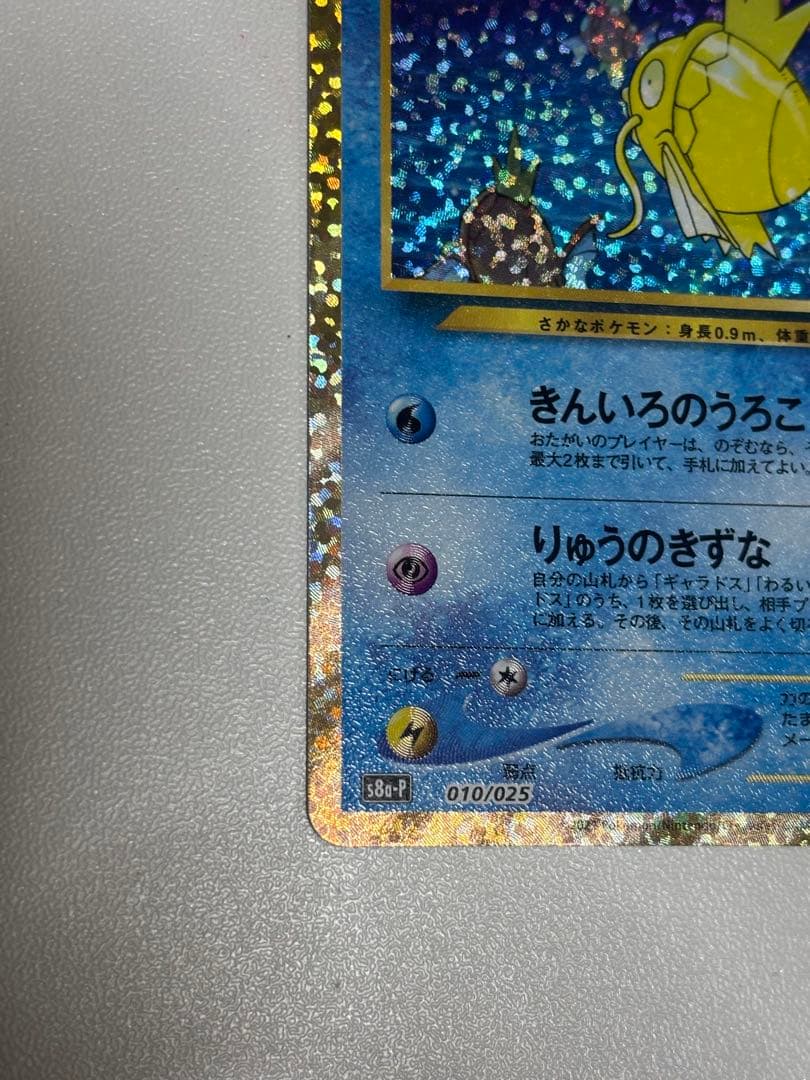 さかなポケモン：身長0.9m、体重
きんいろのうろこ
おたがいのプレイヤーは、のぞむなら、
最大2枚まで引いて、手札に加えてよい。
りゅうのきずな
自分の山札から「ギャラドス」「わるい
ドス」のうち、1枚を選び出し、相手プ
に加える。その後、その山札をよく切
にげる
力の
たま
メー
弱点
抵抗力
s8a-P
010/025